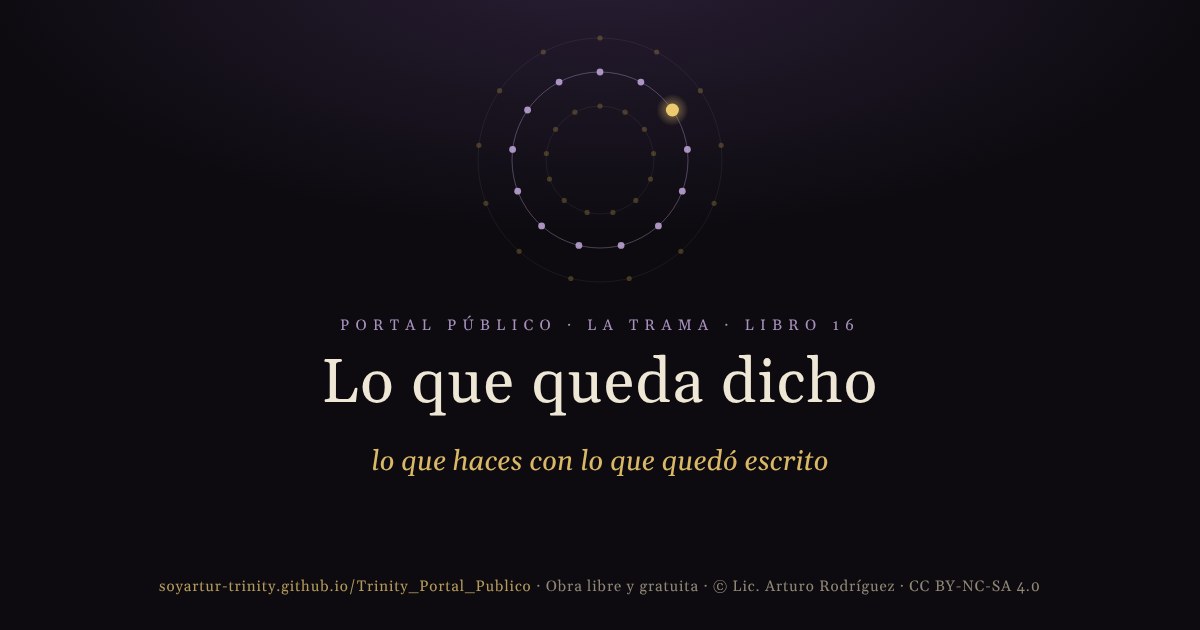 PORTAL PÚBLICO · LA TRAMA · LIBRO 16
Lo que queda dicho
lo que haces con lo que quedó escrito
soyartur-trinity.github.io/Trinity_Portal_Publico · Obra libre y gratuita · © Lic. Arturo Rodríguez · CC BY-NC-SA 4.0